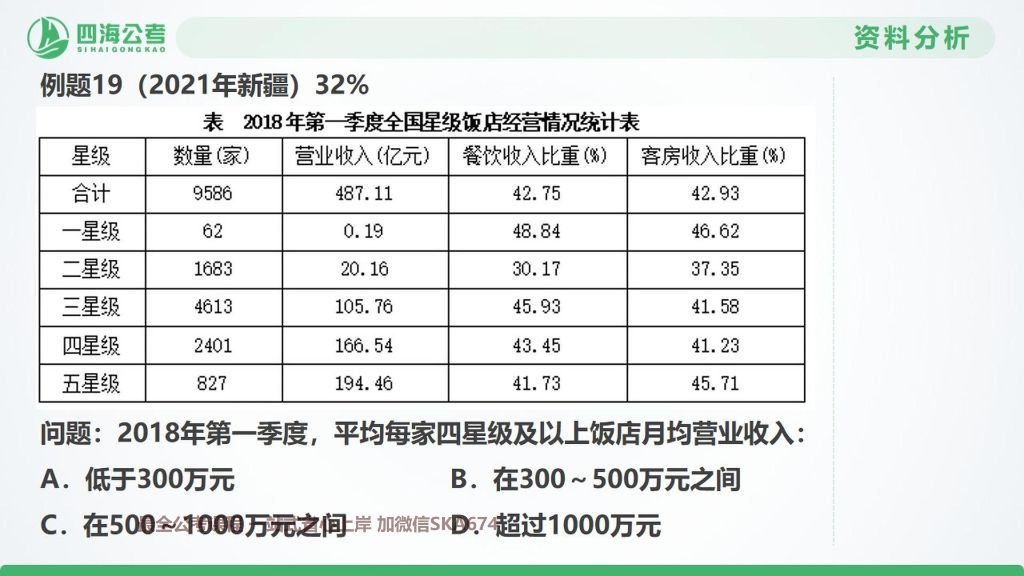 四海公考
SIHAIGONGKAO
资料分析
例题19（2021年新疆）32%
表 2018年第一季度全国星级饭店经营情况统计表
星级 数量(家) 营业收入(亿元) 餐饮收入比重(%) 客房收入比重(%)
合计 9586 487.11 42.75 42.93
一星级 62 0.19 48.84 46.62
二星级 1683 20.16 30.17 37.35
三星级 4613 105.76 45.93 41.58
四星级 2401 166.54 43.45 41.23
五星级 827 194.46 41.73 45.71
问题：2018年第一季度，平均每家四星级及以上饭店月均营业收入：
A．低于300万元 B．在300～500万元之间
C．在500～1000万元之间 D．超过1000万元
上岸 加微信SKA674